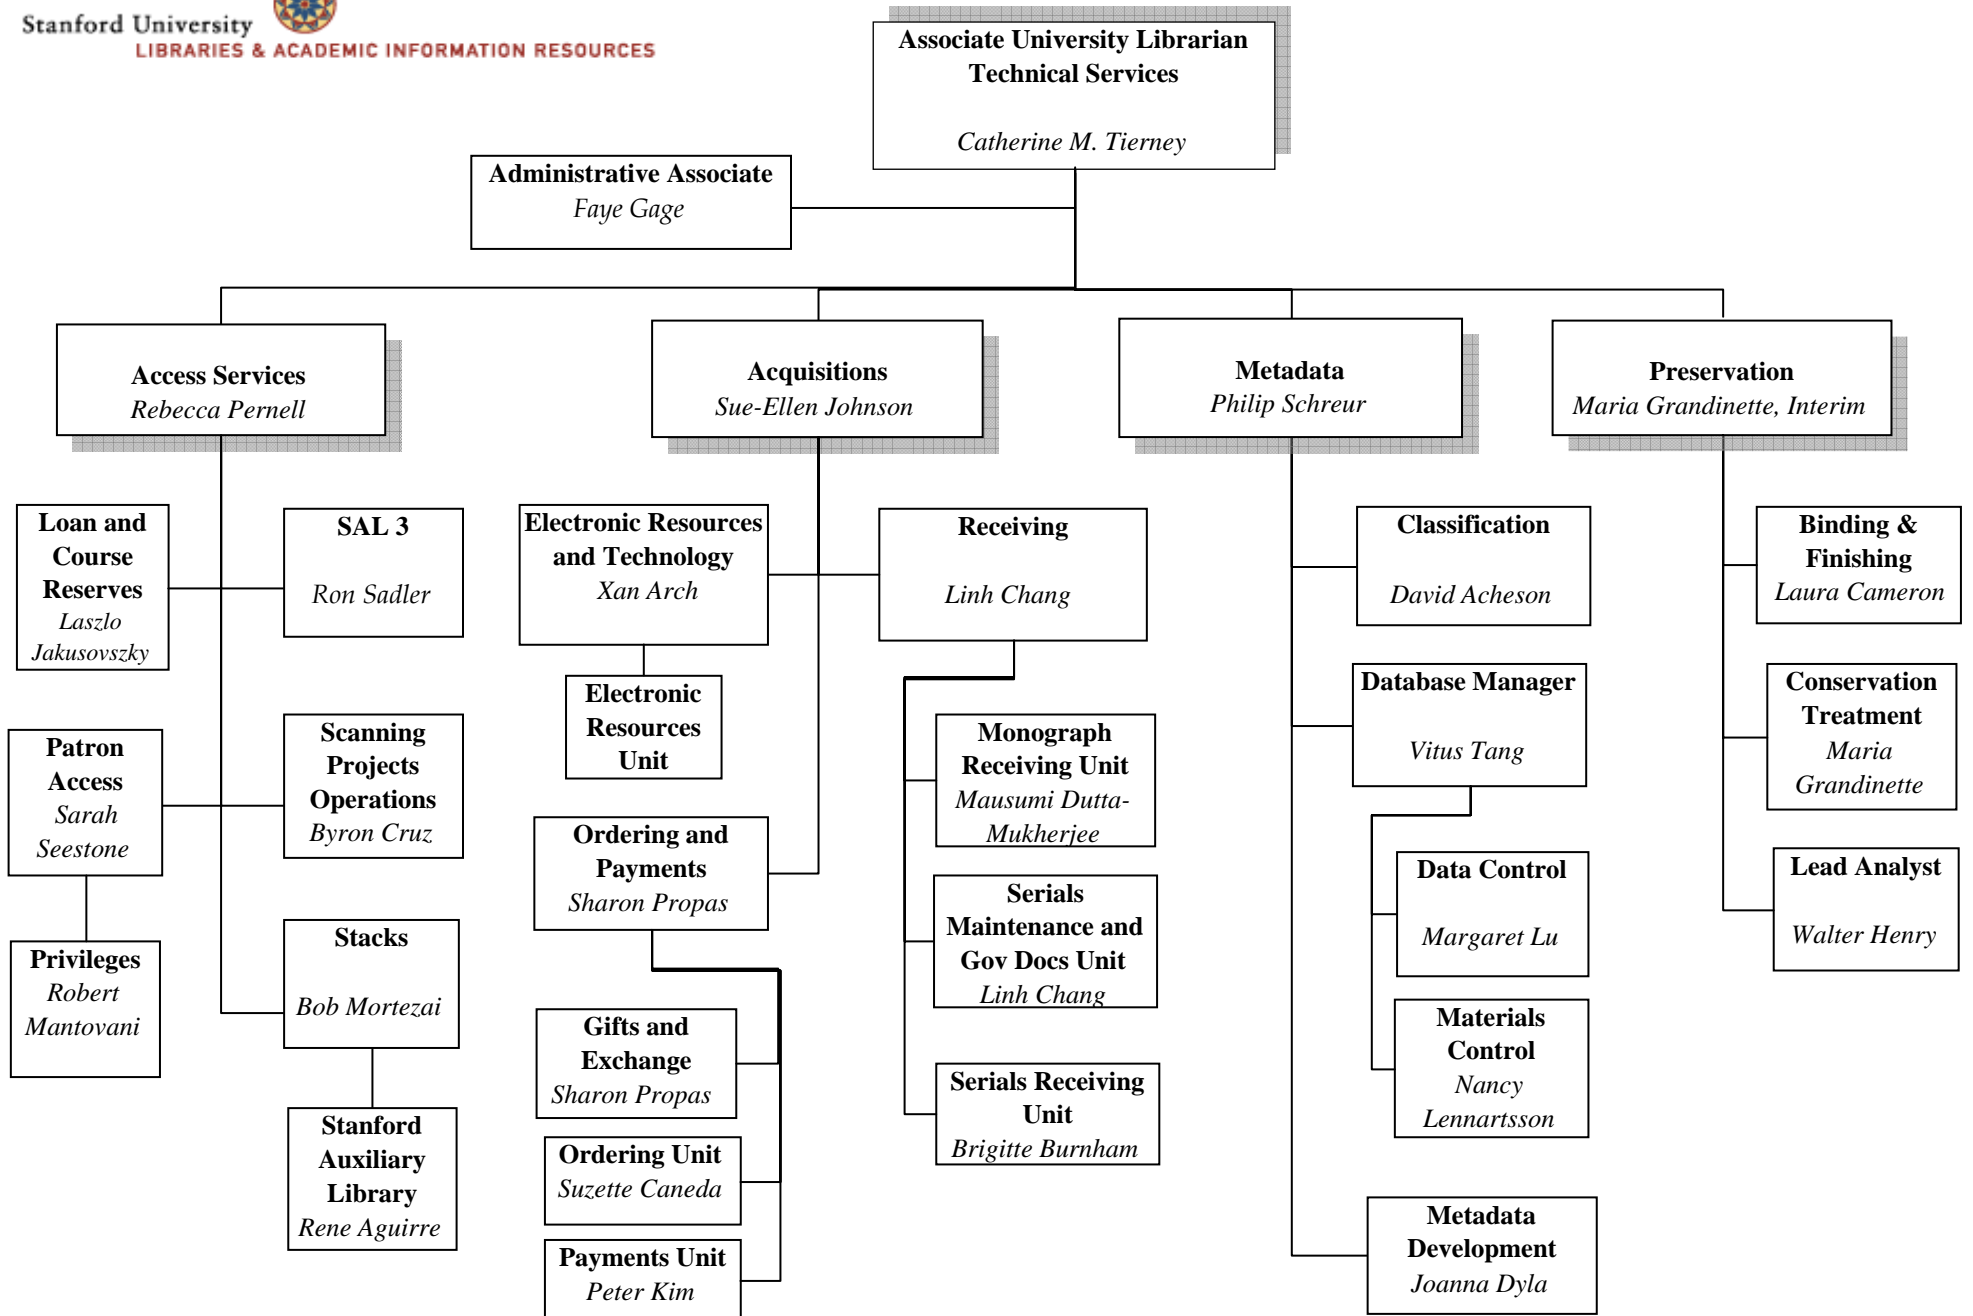 Stanford University
LIBRARIES & ACADEMIC INFORMATION RESOURCES
Associate University Librarian
Technical Services
Catherine M. Tierney
Administrative Associate
Faye Gage
Access Services
Rebecca Pernell
Acquisitions
Sue-Ellen Johnson
Metadata
Philip Schreur
Preservation
Maria Grandinette, Interim
Loan and
Course
Reserves
Laszlo
Jakusovszky
SAL 3
Ron Sadler
Patron
Access
Sarah
Seestone
Scanning
Projects
Operations
Byron Cruz
Privileges
Robert
Mantovani
Stacks
Bob Mortezai
Stanford
Auxiliary
Library
Rene Aguirre
Electronic Resources
and Technology
Xan Arch
Electronic
Resources
Unit
Ordering and
Payments
Sharon Propas
Gifts and
Exchange
Sharon Propas
Ordering Unit
Suzette Caneda
Payments Unit
Peter Kim
Receiving
Linh Chang
Monograph
Receiving Unit
Mausumi Dutta-
Mukherjee
Serials
Maintenance and
Gov Docs Unit
Linh Chang
Serials Receiving
Unit
Brigitte Burnham
Classification
David Acheson
Database Manager
Vitus Tang
Data Control
Margaret Lu
Materials
Control
Nancy
Lennartsson
Metadata
Development
Joanna Dyla
Binding &
Finishing
Laura Cameron
Conservation
Treatment
Maria
Grandinette
Lead Analyst
Walter Henry